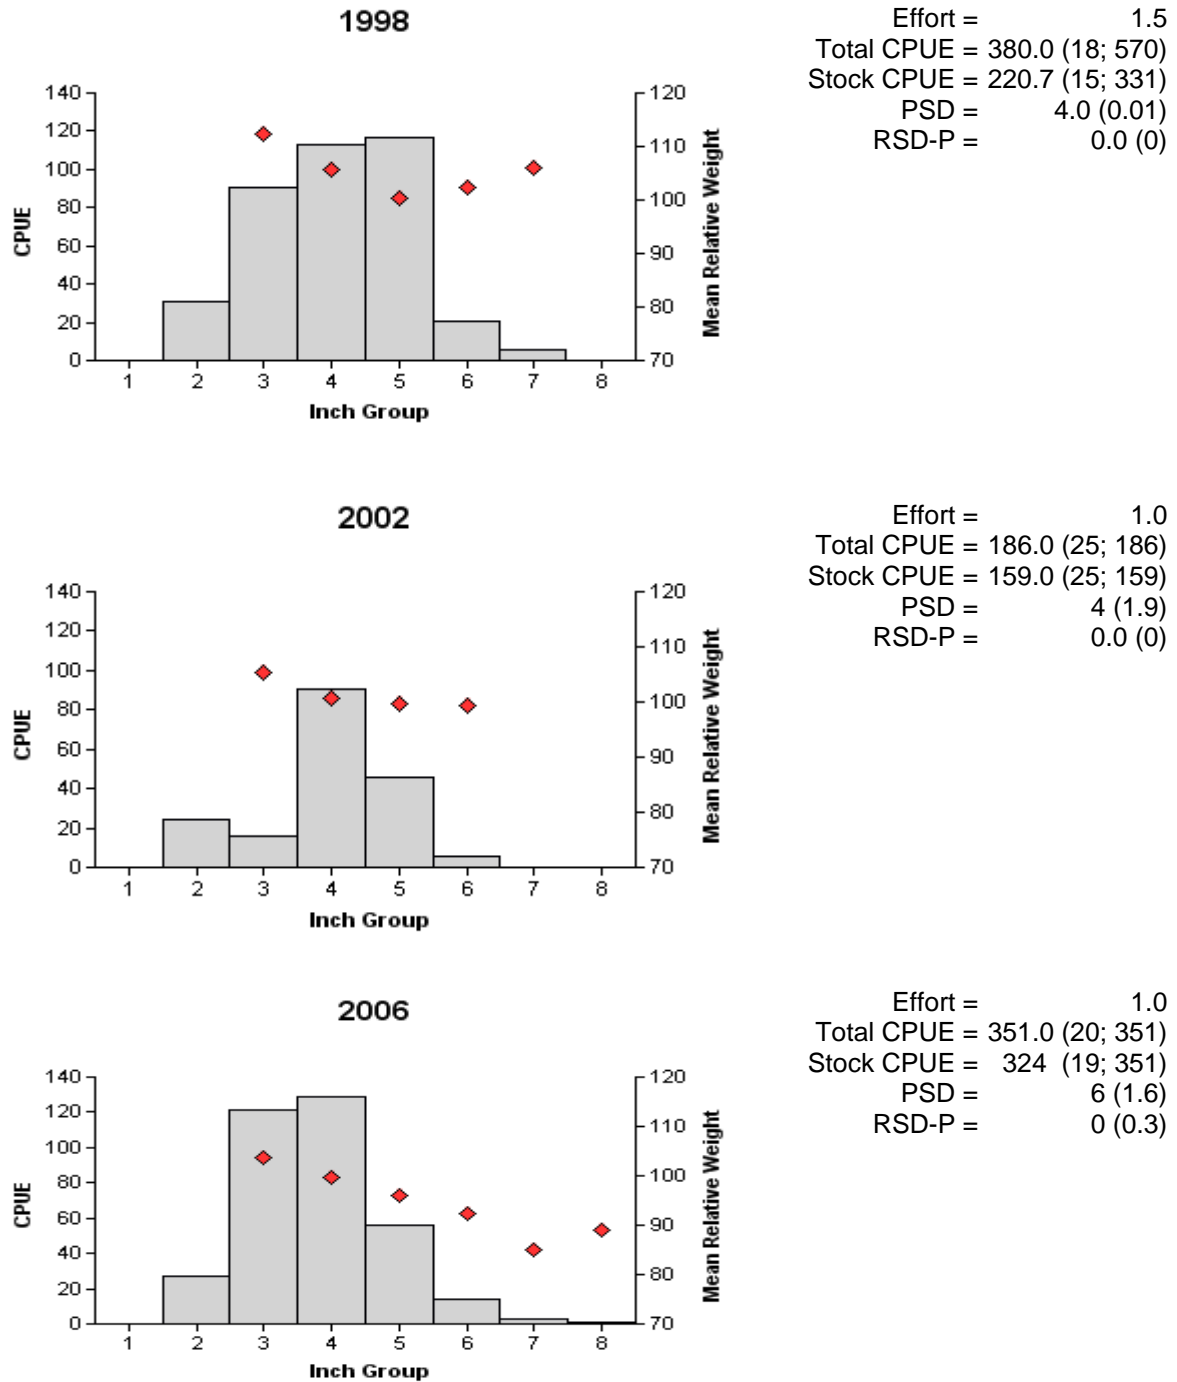 1998
Effort = 1.5
Total CPUE = 380.0 (18; 570)
Stock CPUE = 220.7 (15; 331)
PSD = 4.0 (0.01)
RSD-P = 0.0 (0)
140
120
100
80
60
40
20
0
CPUE
120
110
100
90
80
70
Mean Relative Weight
1 2 3 4 5 6 7 8
Inch Group
2002
Effort = 1.0
Total CPUE = 186.0 (25; 186)
Stock CPUE = 159.0 (25; 159)
PSD = 4 (1.9)
RSD-P = 0.0 (0)
140
120
100
80
60
40
20
0
CPUE
120
110
100
90
80
70
Mean Relative Weight
1 2 3 4 5 6 7 8
Inch Group
2006
Effort = 1.0
Total CPUE = 351.0 (20; 351)
Stock CPUE = 324 (19; 351)
PSD = 6 (1.6)
RSD-P = 0 (0.3)
140
120
100
80
60
40
20
0
CPUE
120
110
100
90
80
70
Mean Relative Weight
1 2 3 4 5 6 7 8
Inch Group